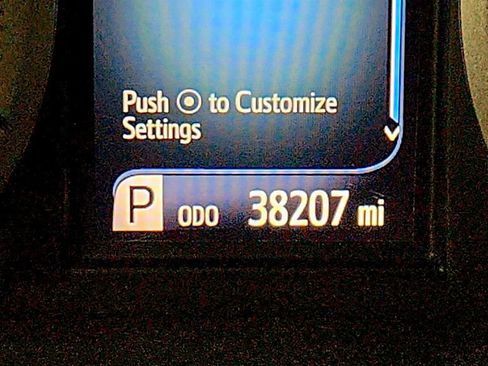 Push ⦿ to Customize
Settings
P ODO 38207 mi